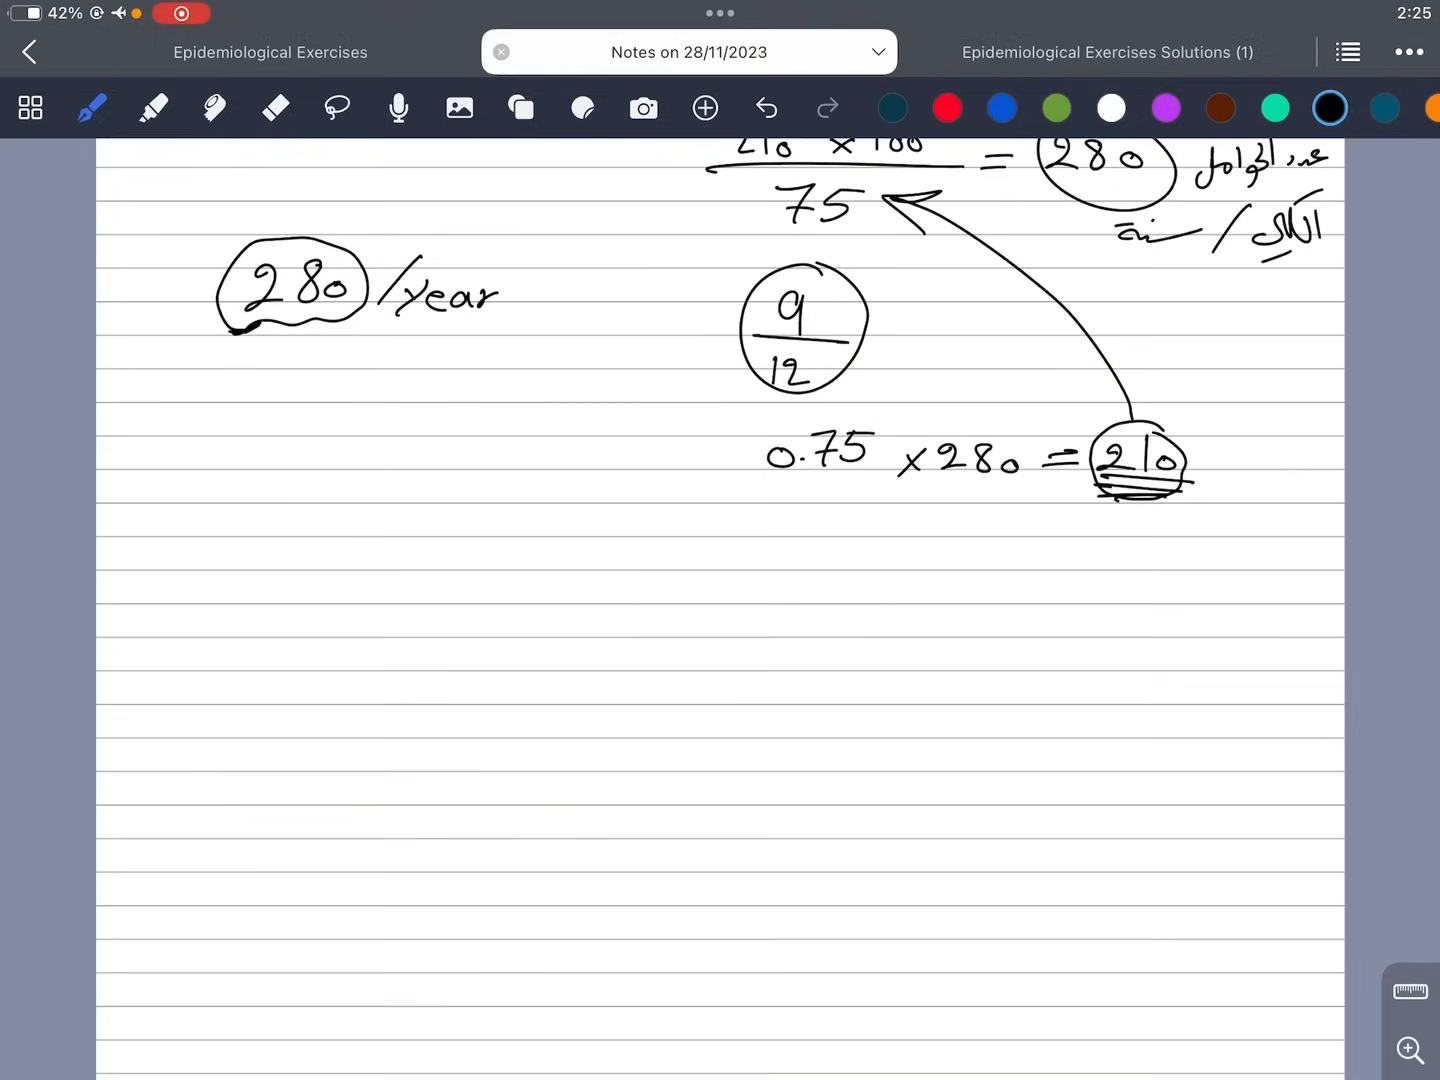 42% 2:25
Epidemiological Exercises Notes on 28/11/2023 Epidemiological Exercises Solutions (1)
210 × 100
= 280 عدد الحوامل
75
الكلي / سنة
280 /year
9
12
0.75 × 280 = 210